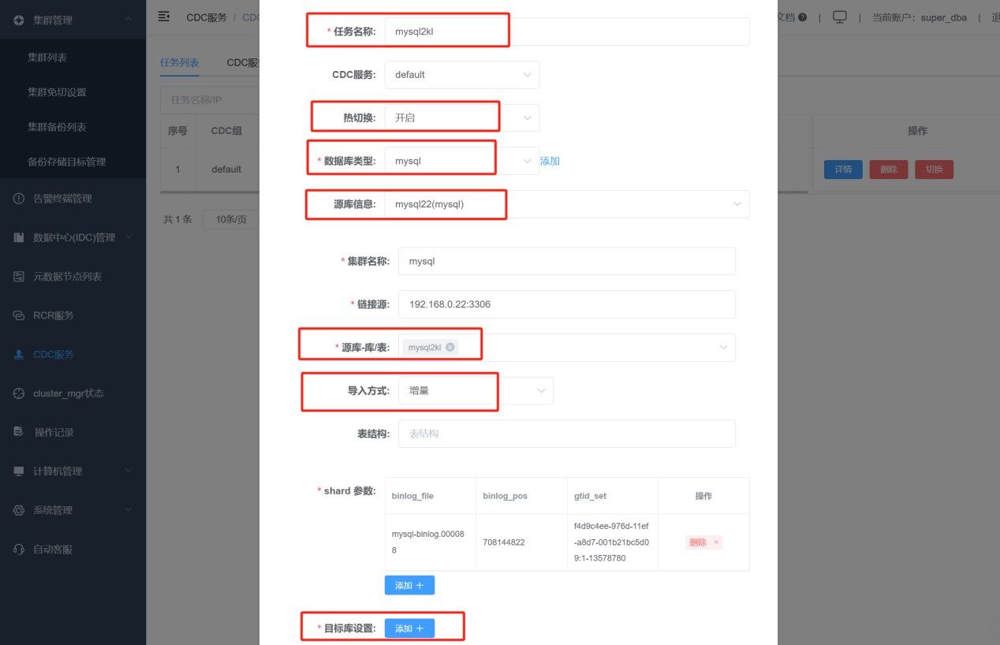 集群管理
集群列表
集群免切设置
集群备份列表
备份存储目标管理
告警终端管理
数据中心(IDC)管理
元数据节点列表
RCR服务
CDC服务
cluster_mgr状态
操作记录
计算机管理
系统管理
自动客服
CDC服务 / CDC
文档 | | 当前账户: super_dba | 退
任务列表 CDC服
任务名称/IP
序号 CDC组 操作
1 default 详情 删除 切换
共 1 条 10条/页
* 任务名称: mysql2kl
CDC服务: default
热切换: 开启
* 数据库类型: mysql 添加
源库信息: mysql22(mysql)
* 集群名称: mysql
* 链接源: 192.168.0.22:3306
* 源库-库/表: mysql2kl
导入方式: 增量
表结构: 表结构
* shard 参数: binlog_file binlog_pos gtid_set 操作
mysql-binlog.00008
8
708144822
f4d9c4ee-976d-11ef
-a8d7-001b21bc5d0
9:1-13578780
删除 ×
添加 +
* 目标库设置: 添加 +